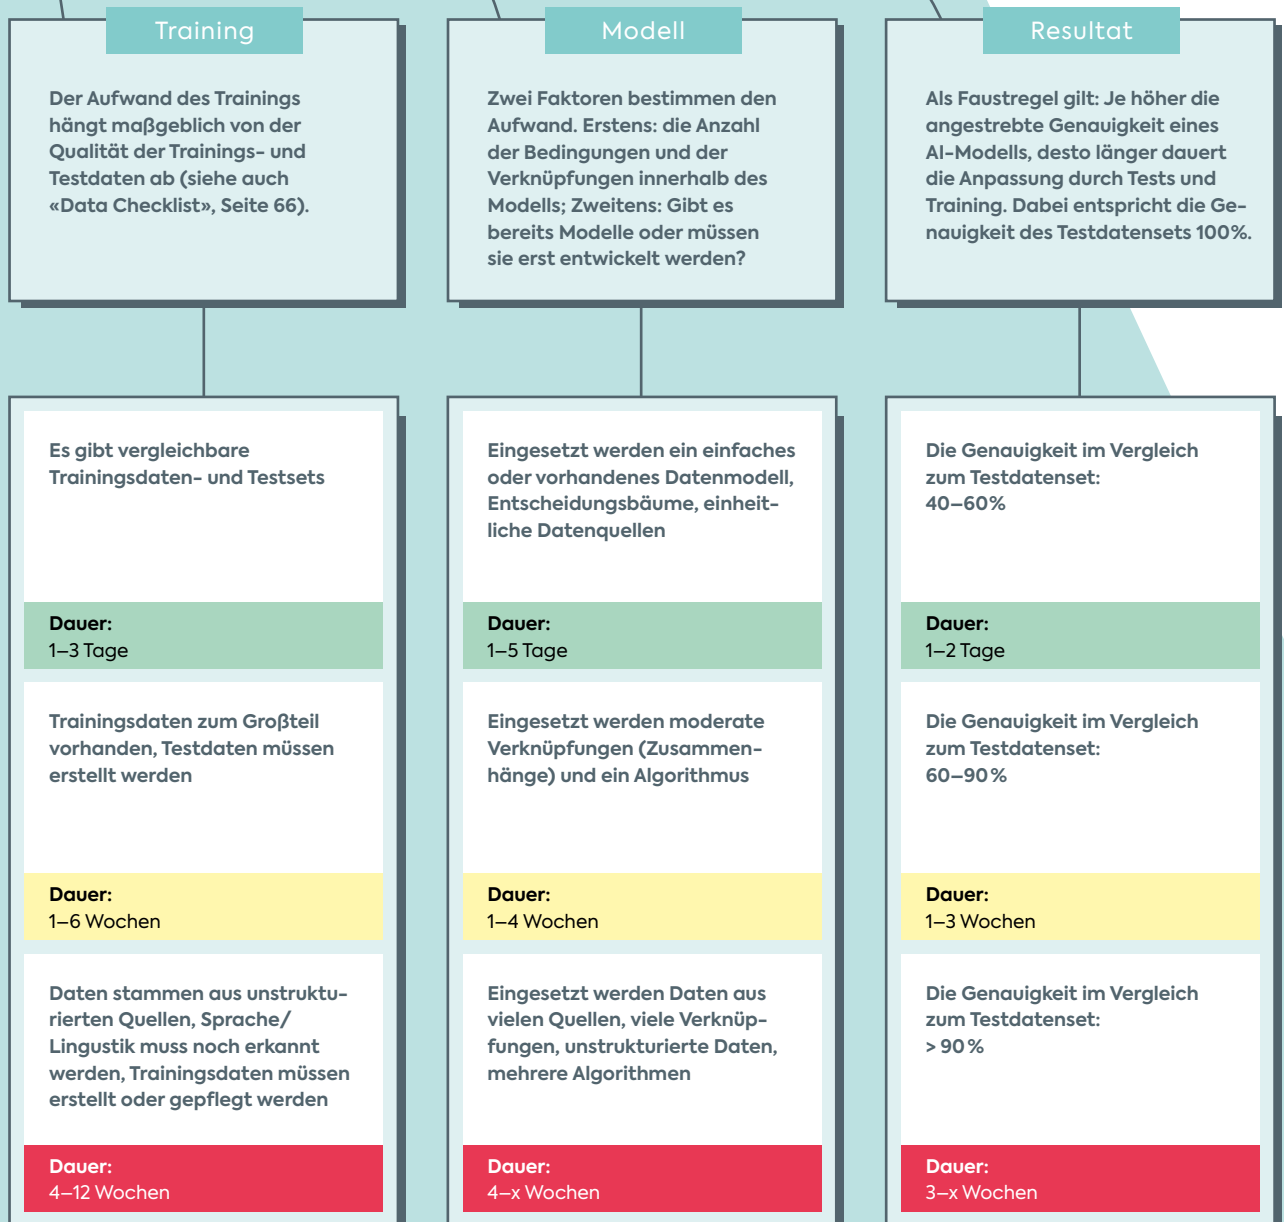 Training
Der Aufwand des Trainings
hängt maßgeblich von der
Qualität der Trainings- und
Testdaten ab (siehe auch
«Data Checklist», Seite 66).
Es gibt vergleichbare
Trainingsdaten- und Testsets
Dauer:
1–3 Tage
Trainingsdaten zum Großteil
vorhanden, Testdaten müssen
erstellt werden
Dauer:
1–6 Wochen
Daten stammen aus unstruktu-
rierten Quellen, Sprache/
Lingustik muss noch erkannt
werden, Trainingsdaten müssen
erstellt oder gepflegt werden
Dauer:
4–12 Wochen
Modell
Zwei Faktoren bestimmen den
Aufwand. Erstens: die Anzahl
der Bedingungen und der
Verknüpfungen innerhalb des
Modells; Zweitens: Gibt es
bereits Modelle oder müssen
sie erst entwickelt werden?
Eingesetzt werden ein einfaches
oder vorhandenes Datenmodell,
Entscheidungsbäume, einheit-
liche Datenquellen
Dauer:
1–5 Tage
Eingesetzt werden moderate
Verknüpfungen (Zusammen-
hänge) und ein Algorithmus
Dauer:
1–4 Wochen
Eingesetzt werden Daten aus
vielen Quellen, viele Verknüp-
fungen, unstrukturierte Daten,
mehrere Algorithmen
Dauer:
4–x Wochen
Resultat
Als Faustregel gilt: Je höher die
angestrebte Genauigkeit eines
AI-Modells, desto länger dauert
die Anpassung durch Tests und
Training. Dabei entspricht die Ge-
nauigkeit des Testdatensets 100%.
Die Genauigkeit im Vergleich
zum Testdatenset:
40–60%
Dauer:
1–2 Tage
Die Genauigkeit im Vergleich
zum Testdatenset:
60–90%
Dauer:
1–3 Wochen
Die Genauigkeit im Vergleich
zum Testdatenset:
> 90%
Dauer:
3–x Wochen